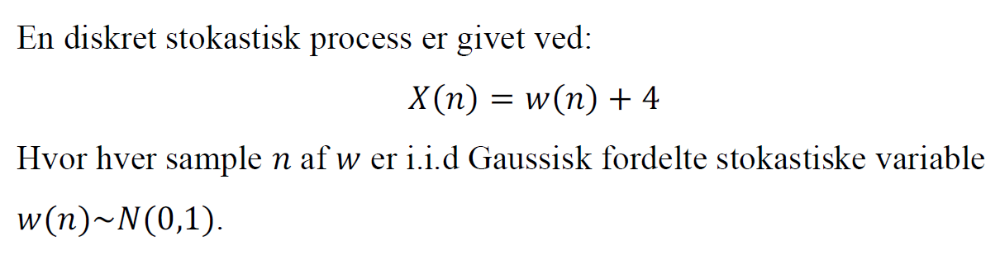 En diskret stokastisk process er givet ved:
X(n) = w(n) + 4
Hvor hver sample n af w er i.i.d Gaussisk fordelte stokastiske variable
w(n)~N(0,1).